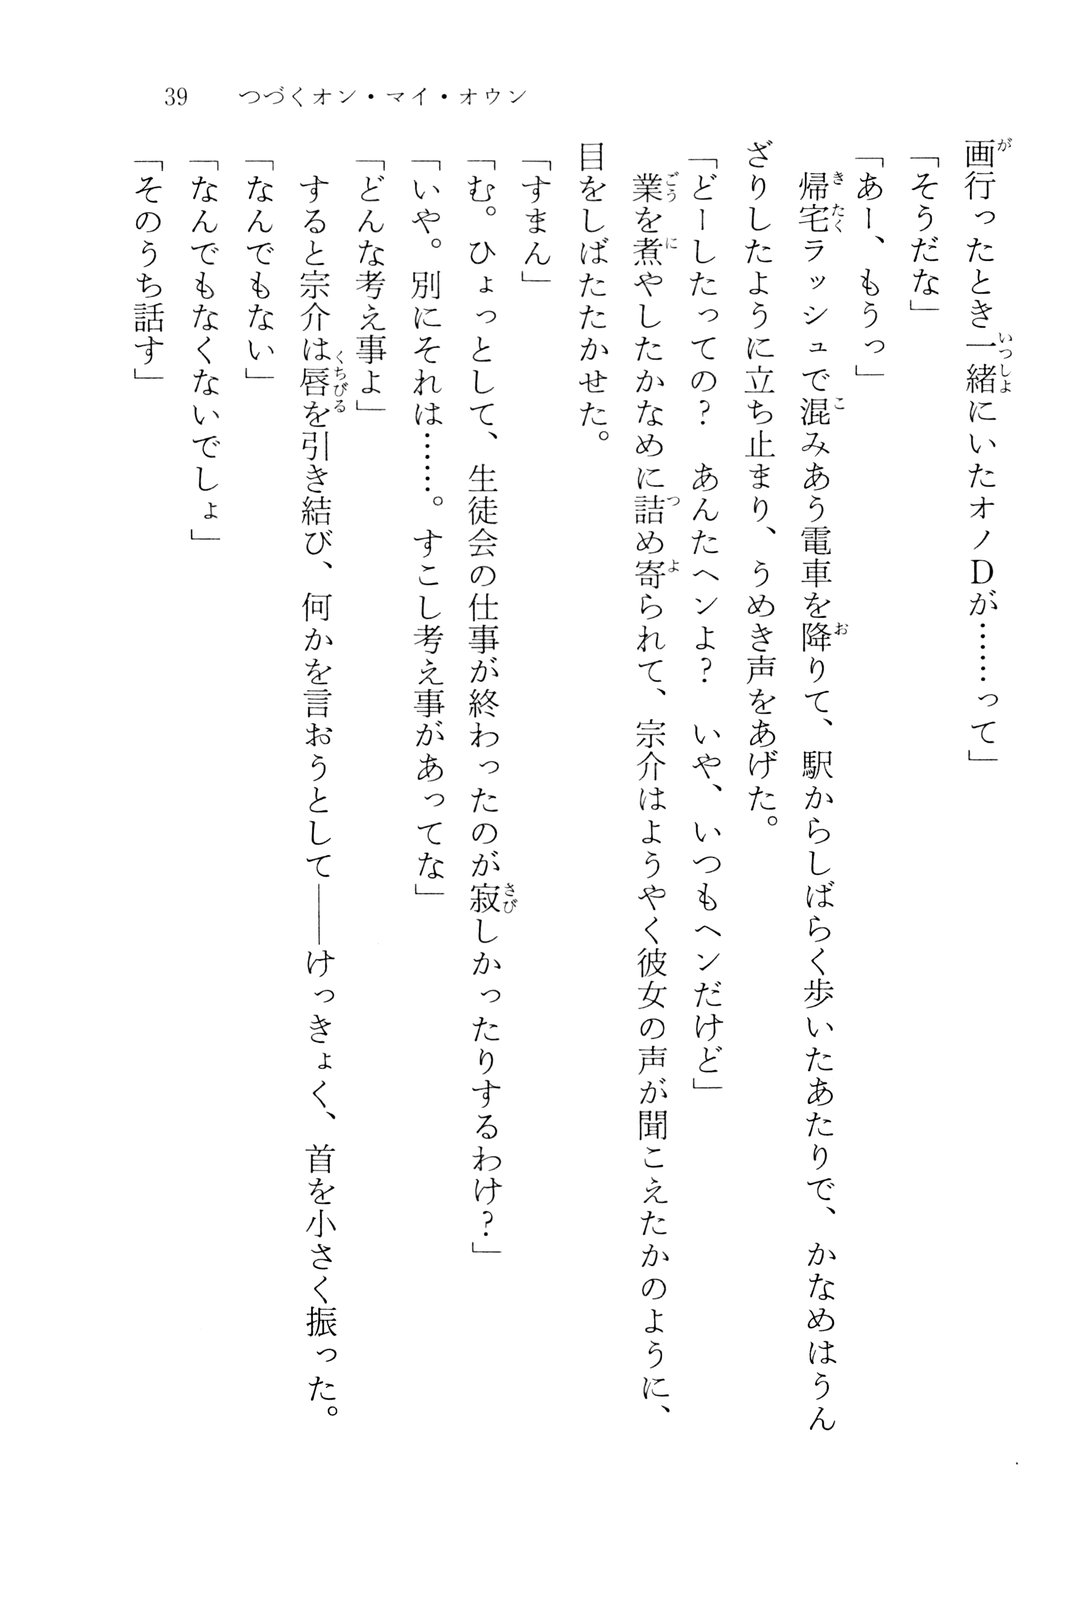 39　つづくオン・マイ・オウン
画行ったとき一緒にいたオノDが……って」
「そうだな」
「あー、もうっ」
　帰宅ラッシュで混みあう電車を降りて、駅からしばらく歩いたあたりで、かなめはうん
ざりしたように立ち止まり、うめき声をあげた。
「どーしたっての？　あんたヘンよ？　いや、いつもヘンだけど」
　業を煮やしたかなめに詰め寄られて、宗介はようやく彼女の声が聞こえたかのように、
目をしばたたかせた。
「すまん」
「む。ひょっとして、生徒会の仕事が終わったのが寂しかったりするわけ？」
「いや。別にそれは……。すこし考え事があってな」
「どんな考え事よ」
　すると宗介は唇を引き結び、何かを言おうとして――けっきょく、首を小さく振った。
「なんでもない」
「なんでもなくないでしょ」
「そのうち話す」